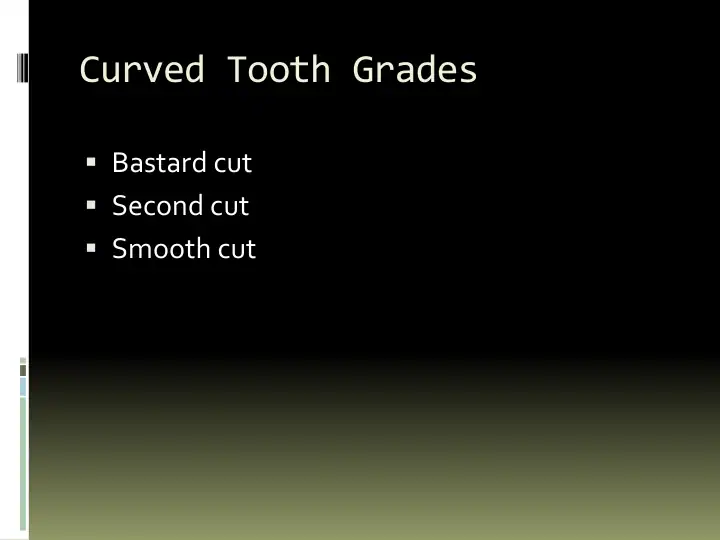 Curved Tooth Grades
▪ Bastard cut
▪ Second cut
▪ Smooth cut